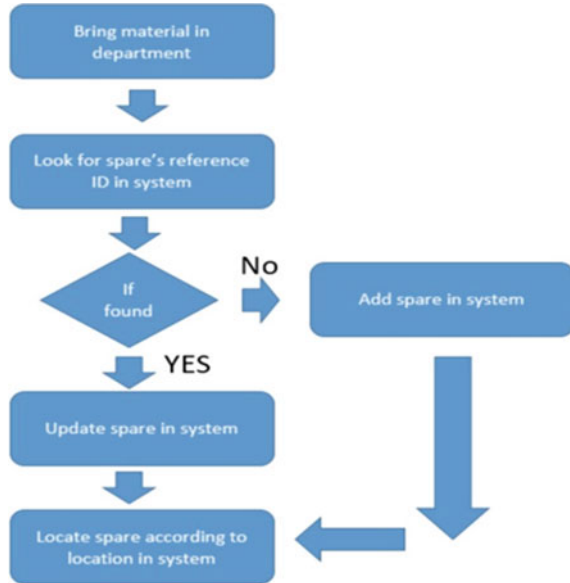 Bring material in
department
Look for spare's reference
ID in system
If
found
No
Add spare in system
YES
Update spare in system
Locate spare according to
location in system